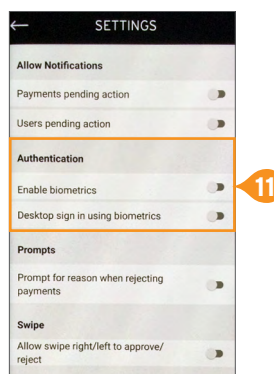 SETTINGS
Allow Notifications
Payments pending action
Users pending action
Authentication
Enable biometrics
Desktop sign in using biometrics
Prompts
Prompt for reason when rejecting
payments
Swipe
Allow swipe right/left to approve/
reject
11